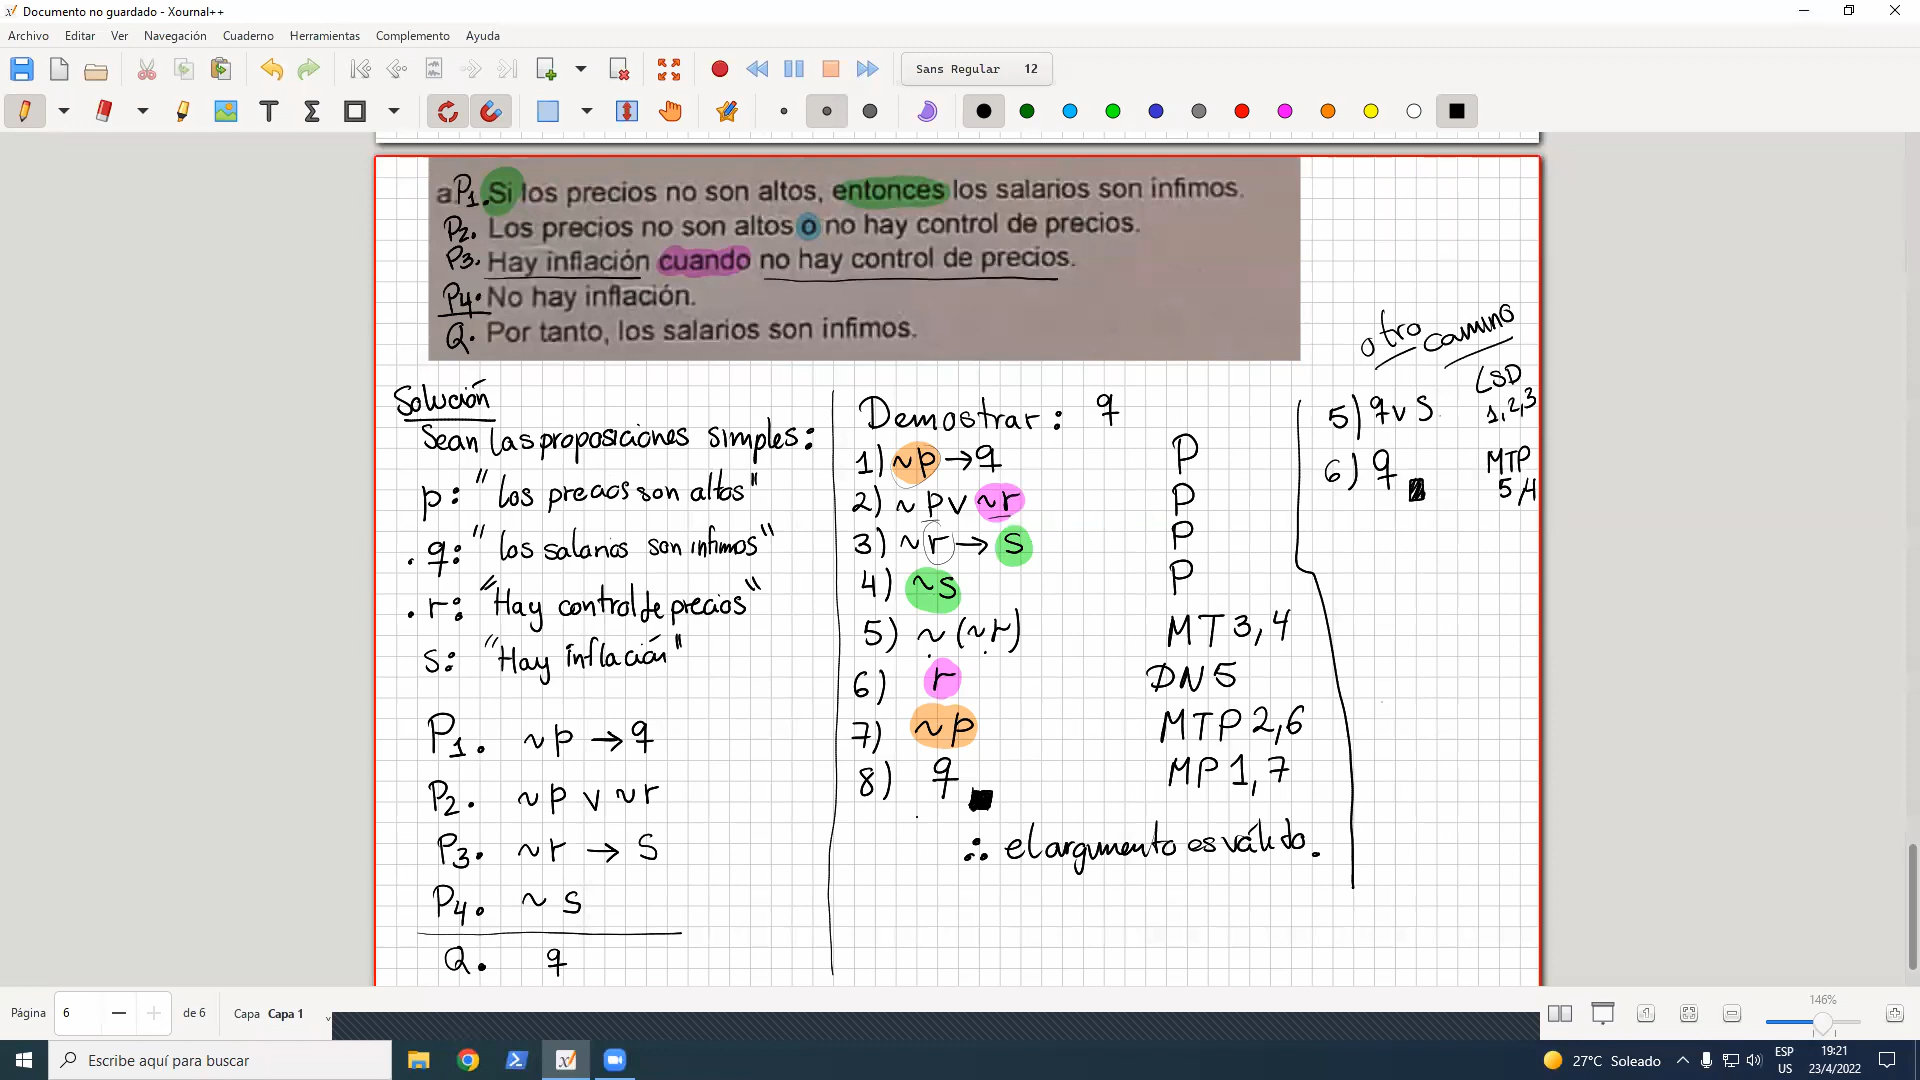 Documento no guardado - Xournal++
Archivo Editar Ver Navegación Cuaderno Herramientas Complemento Ayuda
Sans Regular 12
a. P1. Si los precios no son altos, entonces los salarios son ínfimos.
P2. Los precios no son altos o no hay control de precios.
P3. Hay inflación cuando no hay control de precios.
P4. No hay inflación.
Q. Por tanto, los salarios son ínfimos.
Solución
Sean las proposiciones simples:
p: "los precios son altos"
q: "los salarios son ínfimos"
r: "Hay control de precios"
s: "Hay inflación"
P1. ~p → q
P2. ~p v ~r
P3. ~r → s
P4. ~s
Q. q
Demostrar: q
1) ~p → q P
2) ~p v ~r P
3) ~r → s P
4) ~s P
5) ~(~r) MT 3,4
6) r DN 5
7) ~p MTP 2,6
8) q MP 1,7
∴ el argumento es válido.
otro camino
5) q v s LSD 1,2,3
6) q MTP 5,4
Página 6 de 6 Capa Capa 1
146%
Escribe aquí para buscar
27°C Soleado
ESP
US
19:21
23/4/2022